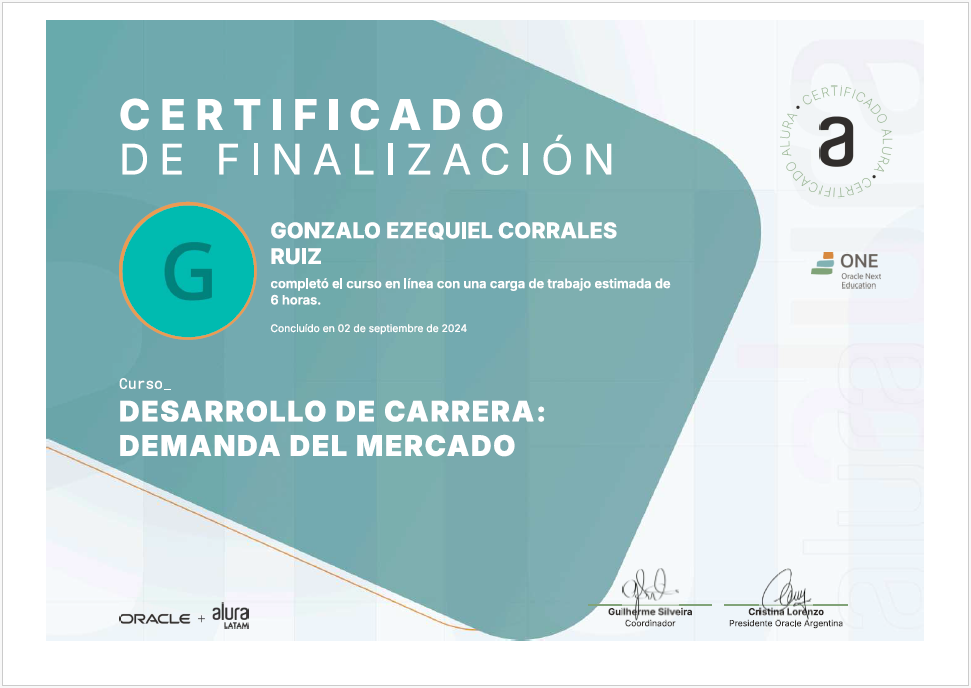 CERTIFICADO
DE FINALIZACIÓN
CERTIFICADO ALURA • CERTIFICADO ALURA •
a
G
GONZALO EZEQUIEL CORRALES
RUIZ
completó el curso en línea con una carga de trabajo estimada de
6 horas.
Concluído en 02 de septiembre de 2024
ONE
Oracle Next
Education
Curso_
DESARROLLO DE CARRERA:
DEMANDA DEL MERCADO
ORACLE + alura
LATAM
Guilherme Silveira
Coordinador
Cristina Lorenzo
Presidente Oracle Argentina